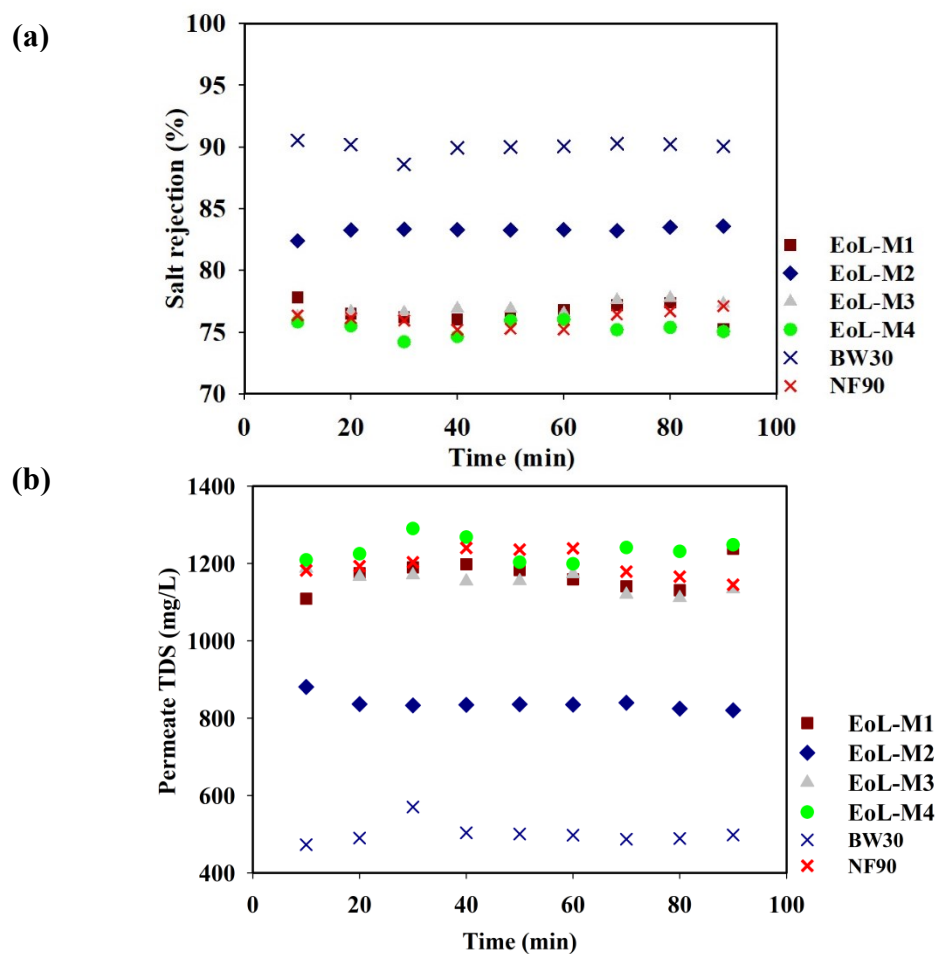 (a)
Salt rejection (%)
100
95
90
85
80
75
70
0
20
40
60
80
100
Time (min)
EoL-M1
EoL-M2
EoL-M3
EoL-M4
BW30
NF90
(b)
Permeate TDS (mg/L)
1400
1200
1000
800
600
400
0
20
40
60
80
100
Time (min)
EoL-M1
EoL-M2
EoL-M3
EoL-M4
BW30
NF90